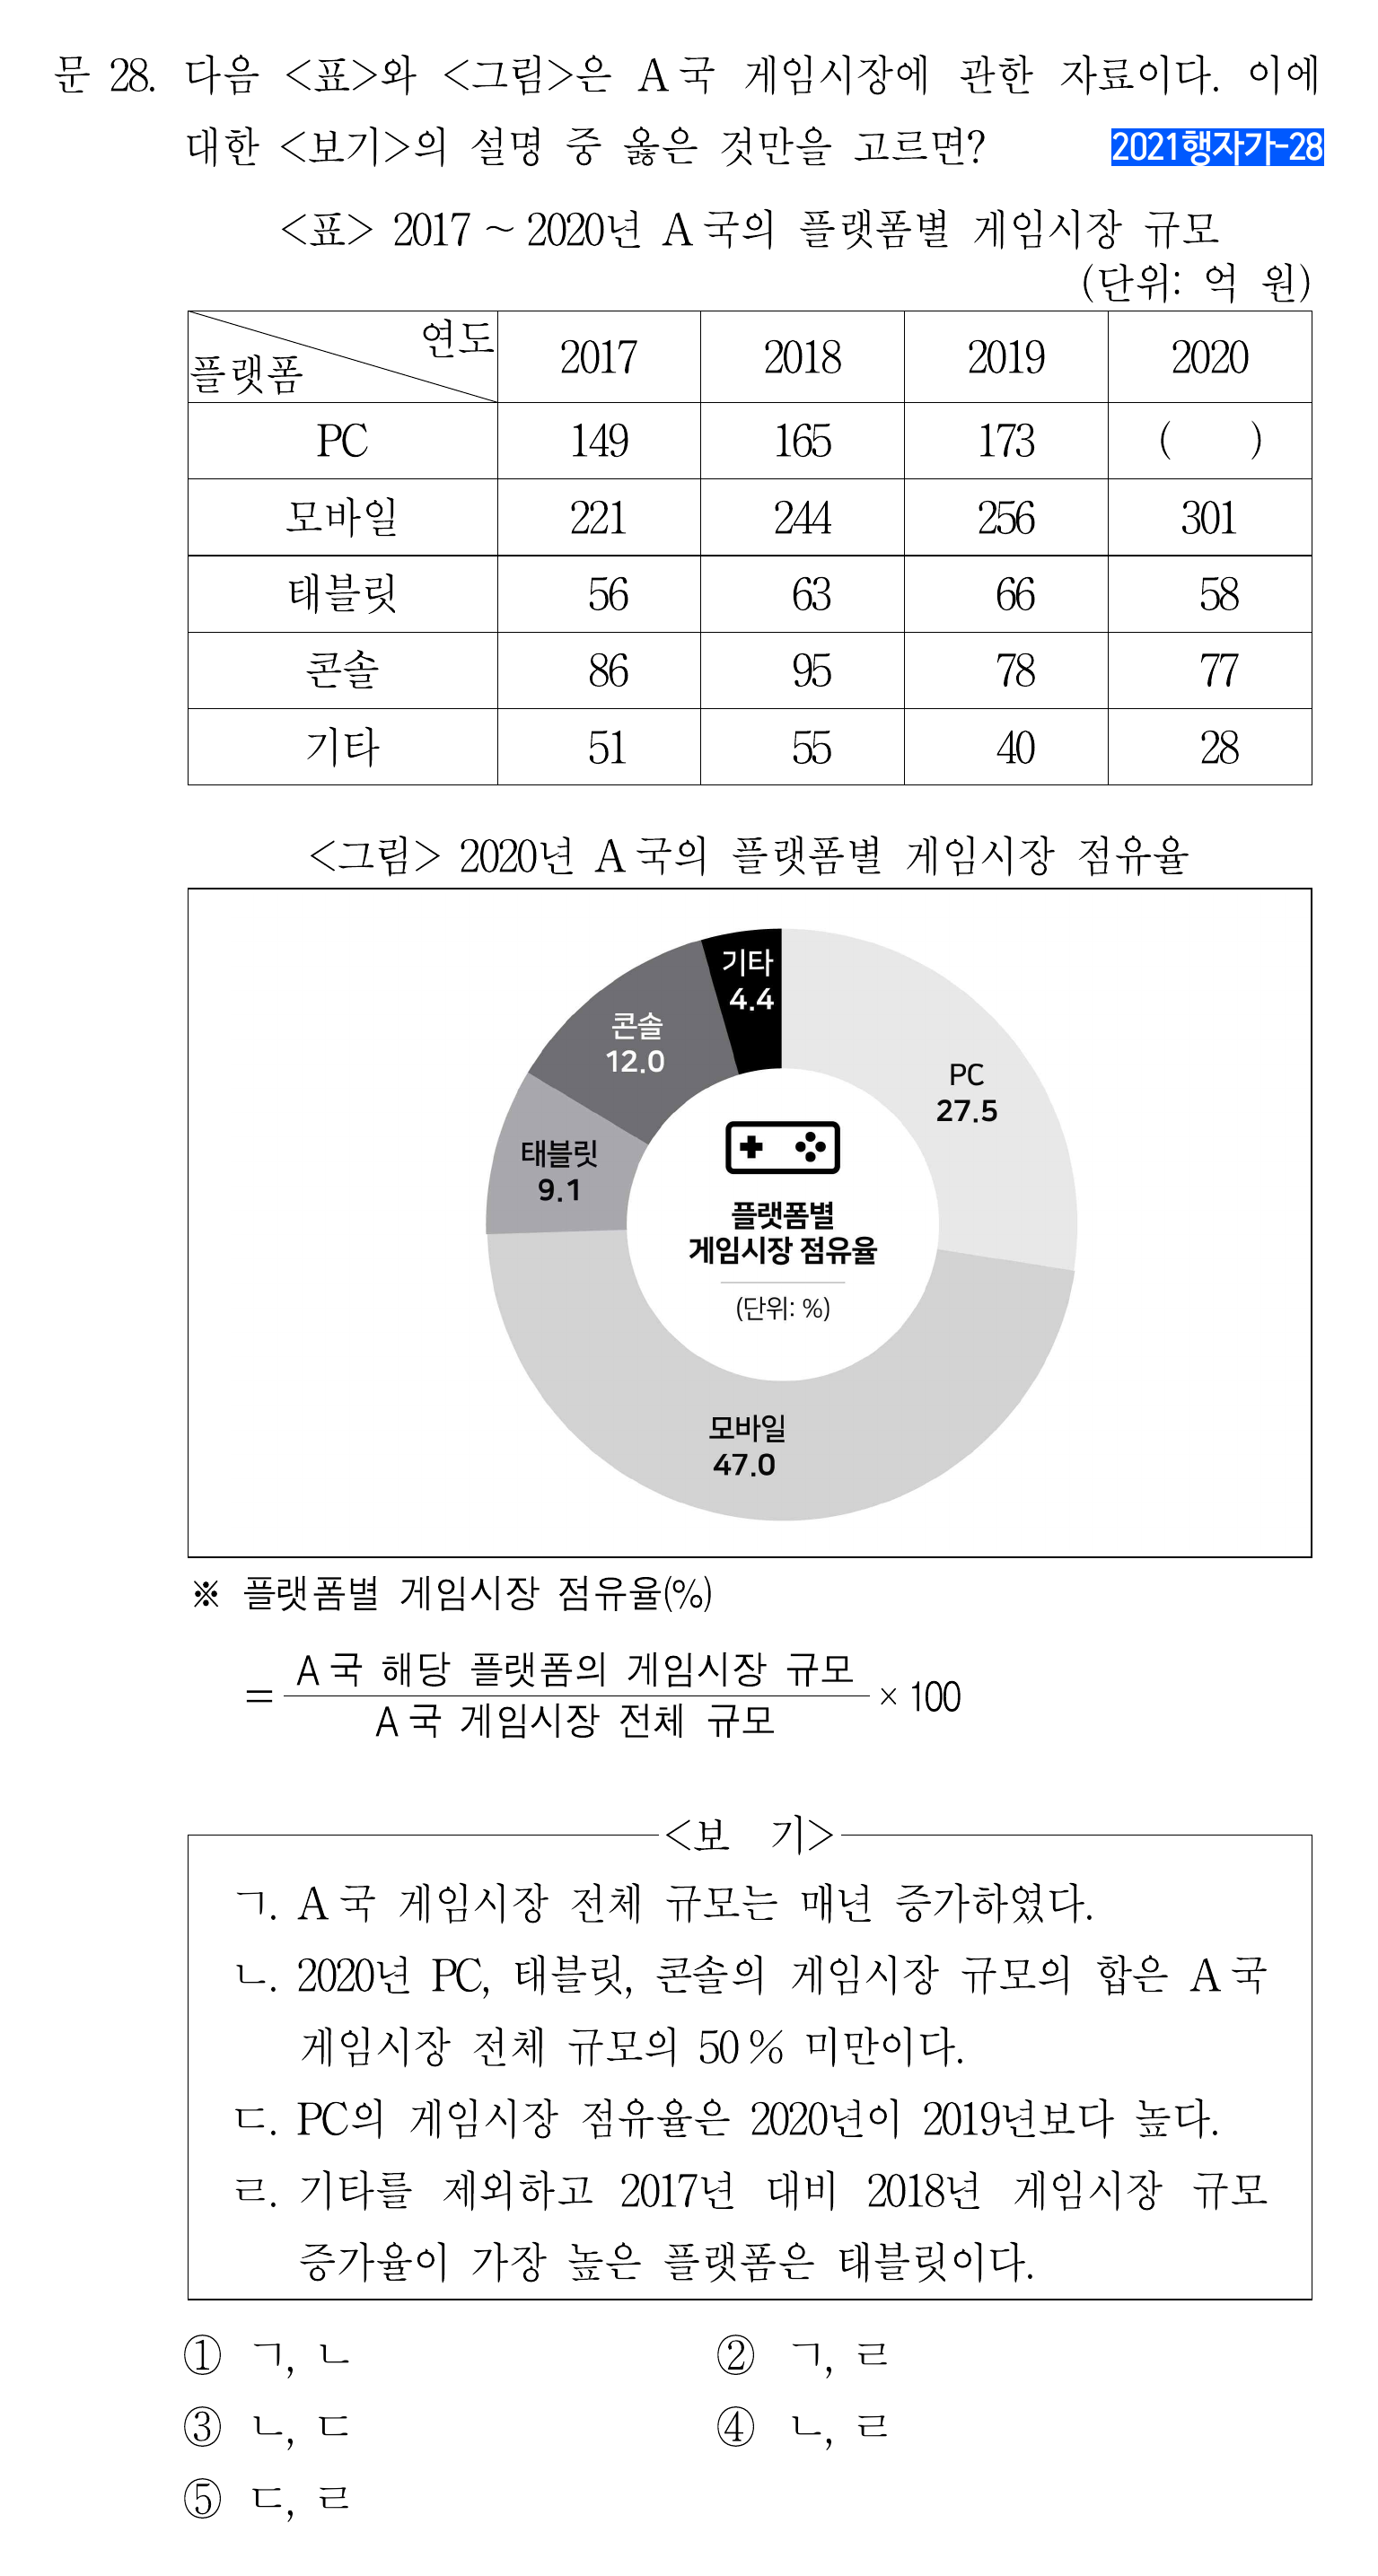 문 28. 다음 <표>와 <그림>은 A국 게임시장에 관한 자료이다. 이에
대한 <보기>의 설명 중 옳은 것만을 고르면?
2021행자가-28
<표> 2017 ~ 2020년 A국의 플랫폼별 게임시장 규모
(단위: 억 원)
연도
플랫폼
2017 2018 2019 2020
PC 149 165 173 ( )
모바일 221 244 256 301
태블릿 56 63 66 58
콘솔 86 95 78 77
기타 51 55 40 28
<그림> 2020년 A국의 플랫폼별 게임시장 점유율
기타
4.4
콘솔
12.0
PC
27.5
태블릿
9.1
플랫폼별
게임시장 점유율
(단위: %)
모바일
47.0
※ 플랫폼별 게임시장 점유율(%)
A국 해당 플랫폼의 게임시장 규모
= × 100
A국 게임시장 전체 규모
<보 기>
ㄱ. A국 게임시장 전체 규모는 매년 증가하였다.
ㄴ. 2020년 PC, 태블릿, 콘솔의 게임시장 규모의 합은 A국
게임시장 전체 규모의 50% 미만이다.
ㄷ. PC의 게임시장 점유율은 2020년이 2019년보다 높다.
ㄹ. 기타를 제외하고 2017년 대비 2018년 게임시장 규모
증가율이 가장 높은 플랫폼은 태블릿이다.
① ㄱ, ㄴ ② ㄱ, ㄹ
③ ㄴ, ㄷ ④ ㄴ, ㄹ
⑤ ㄷ, ㄹ